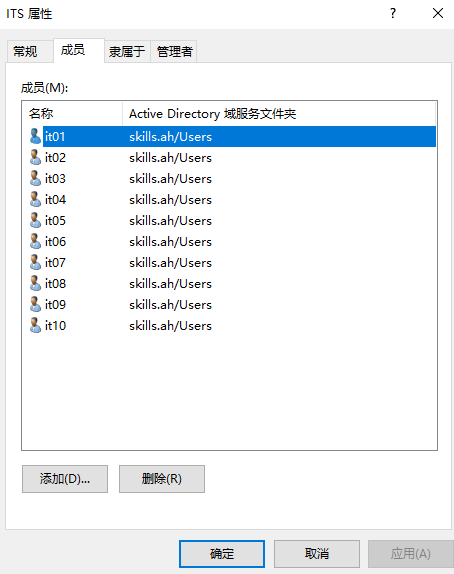 ITS 属性
常规 成员 隶属于 管理者
成员(M):
名称 Active Directory 域服务文件夹
it01 skills.ah/Users
it02 skills.ah/Users
it03 skills.ah/Users
it04 skills.ah/Users
it05 skills.ah/Users
it06 skills.ah/Users
it07 skills.ah/Users
it08 skills.ah/Users
it09 skills.ah/Users
it10 skills.ah/Users
添加(D)... 删除(R)
确定 取消 应用(A)